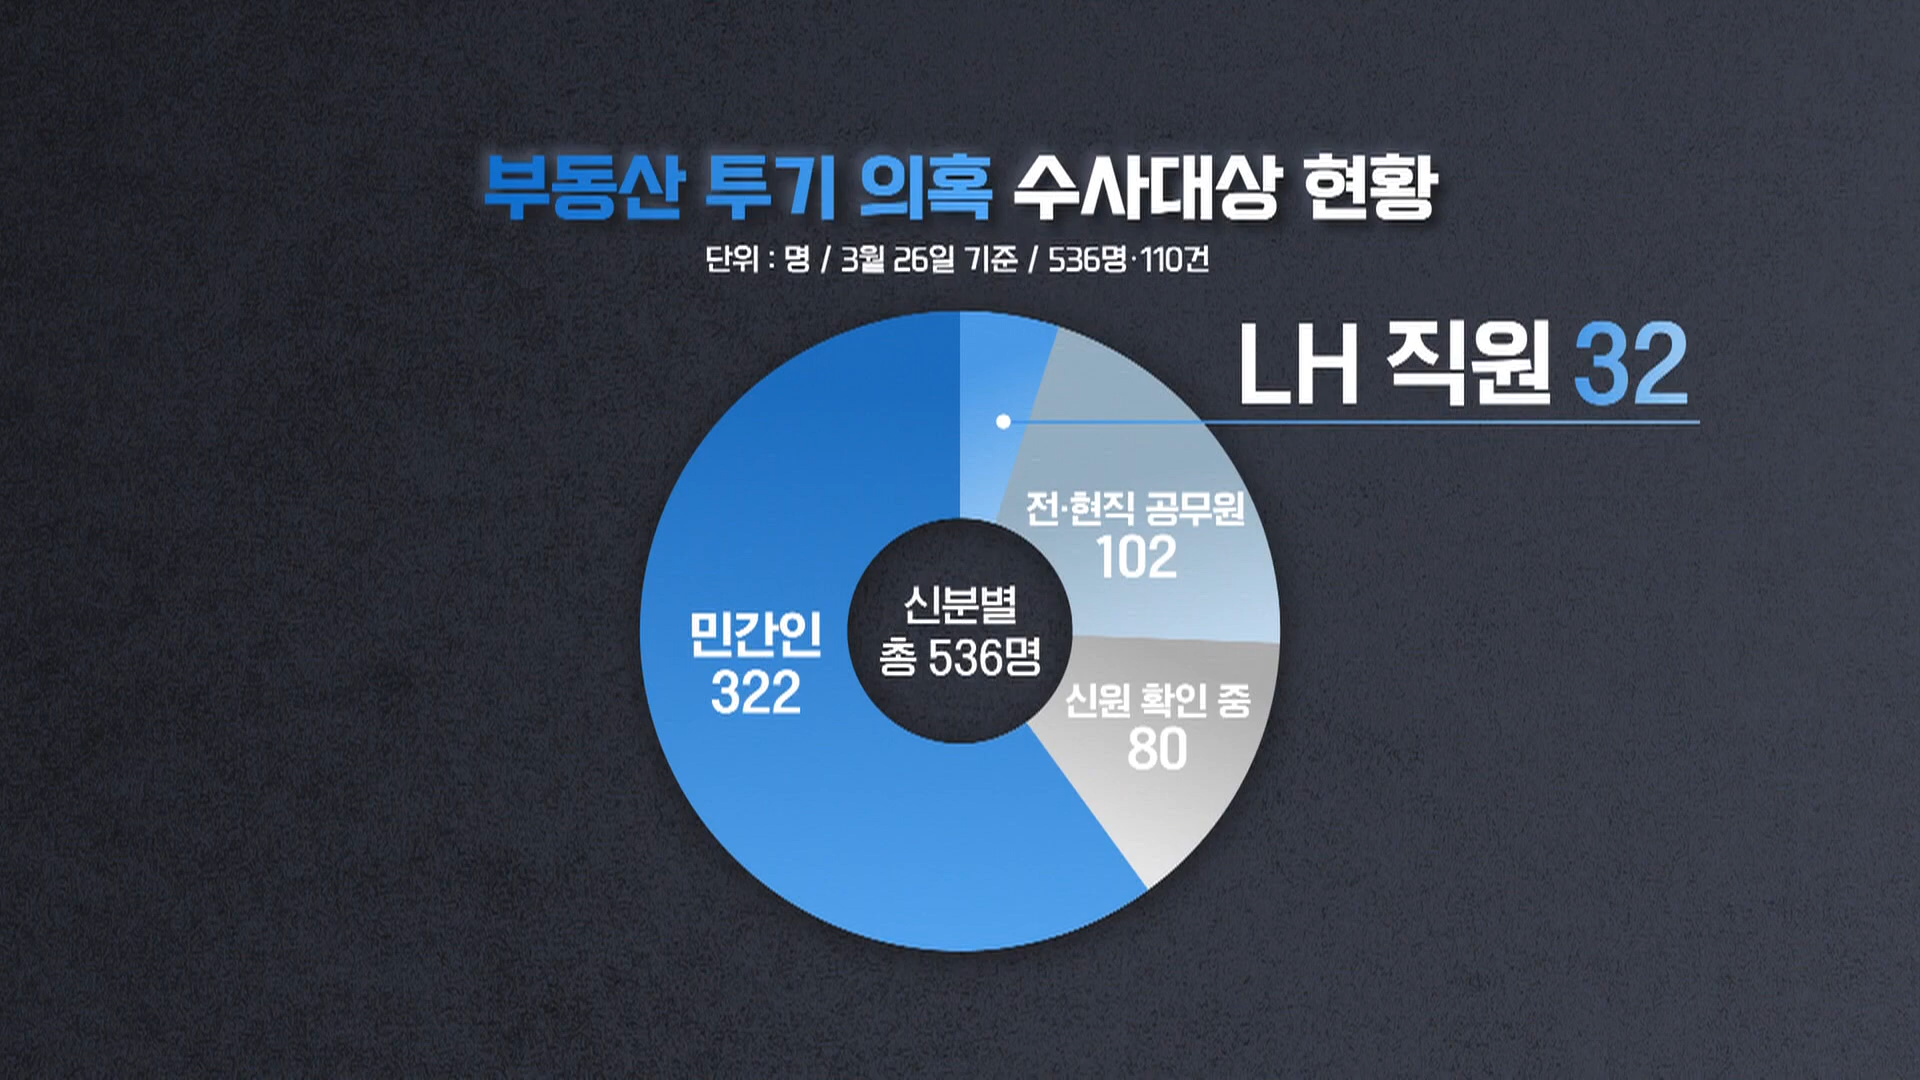 부동산 투기 의혹 수사대상 현황
단위 : 명 / 3월 26일 기준 / 536명·110건
LH 직원 32
전·현직 공무원
102
신분별
총 536명
민간인
322
신원 확인 중
80